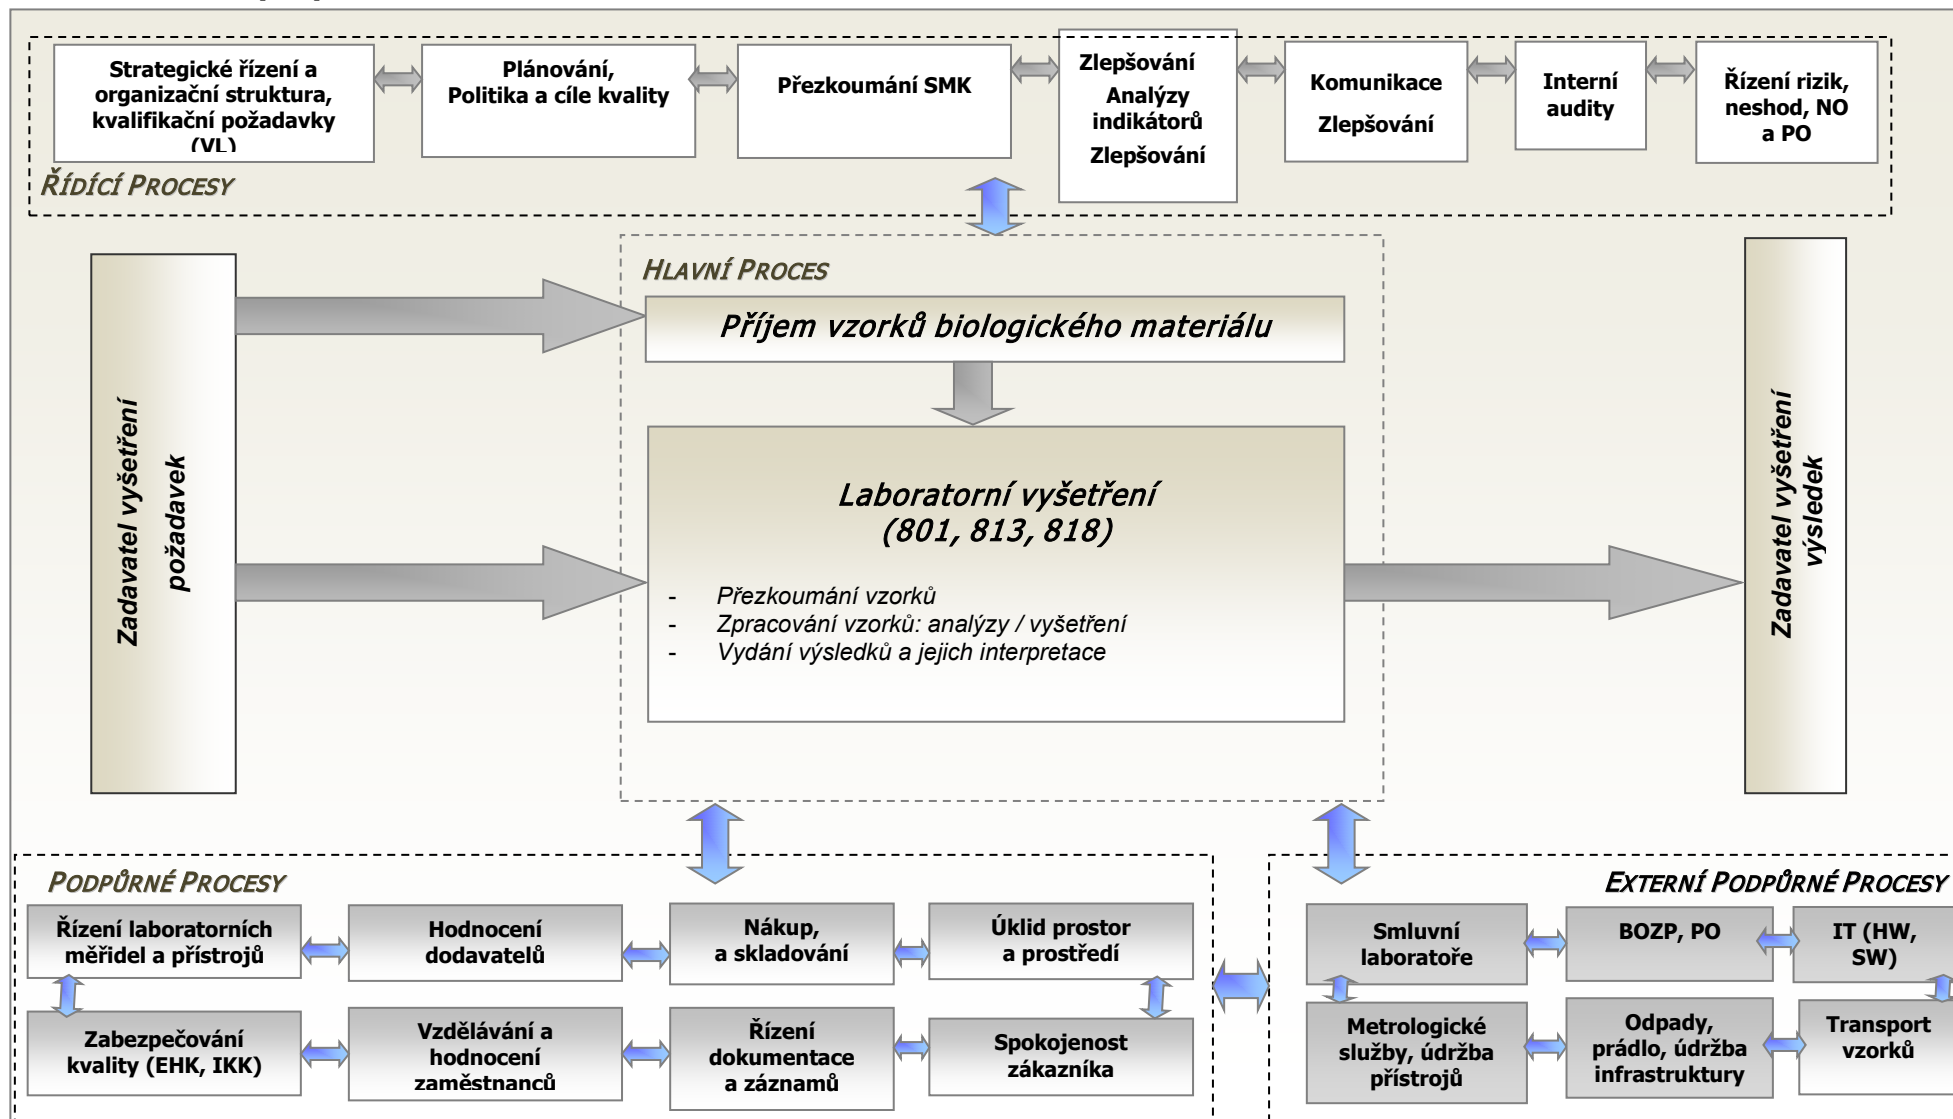 Strategické řízení a
organizační struktura,
kvalifikační požadavky
(VL)
Plánování,
Politika a cíle kvality
Přezkoumání SMK
Zlepšování
Analýzy
indikátorů
Zlepšování
Komunikace
Zlepšování
Interní
audity
Řízení rizik,
neshod, NO
a PO
ŘÍDÍCÍ PROCESY
Zadavatel vyšetření
požadavek
HLAVNÍ PROCES
Příjem vzorků biologického materiálu
Laboratorní vyšetření
(801, 813, 818)
- Přezkoumání vzorků
- Zpracování vzorků: analýzy / vyšetření
- Vydání výsledků a jejich interpretace
Zadavatel vyšetření
výsledek
PODPŮRNÉ PROCESY
Řízení laboratorních
měřidel a přístrojů
Hodnocení
dodavatelů
Nákup,
a skladování
Úklid prostor
a prostředí
Zabezpečování
kvality (EHK, IKK)
Vzdělávání a
hodnocení
zaměstnanců
Řízení
dokumentace
a záznamů
Spokojenost
zákazníka
EXTERNÍ PODPŮRNÉ PROCESY
Smluvní
laboratoře
BOZP, PO
IT (HW,
SW)
Metrologické
služby, údržba
přístrojů
Odpady,
prádlo, údržba
infrastruktury
Transport
vzorků